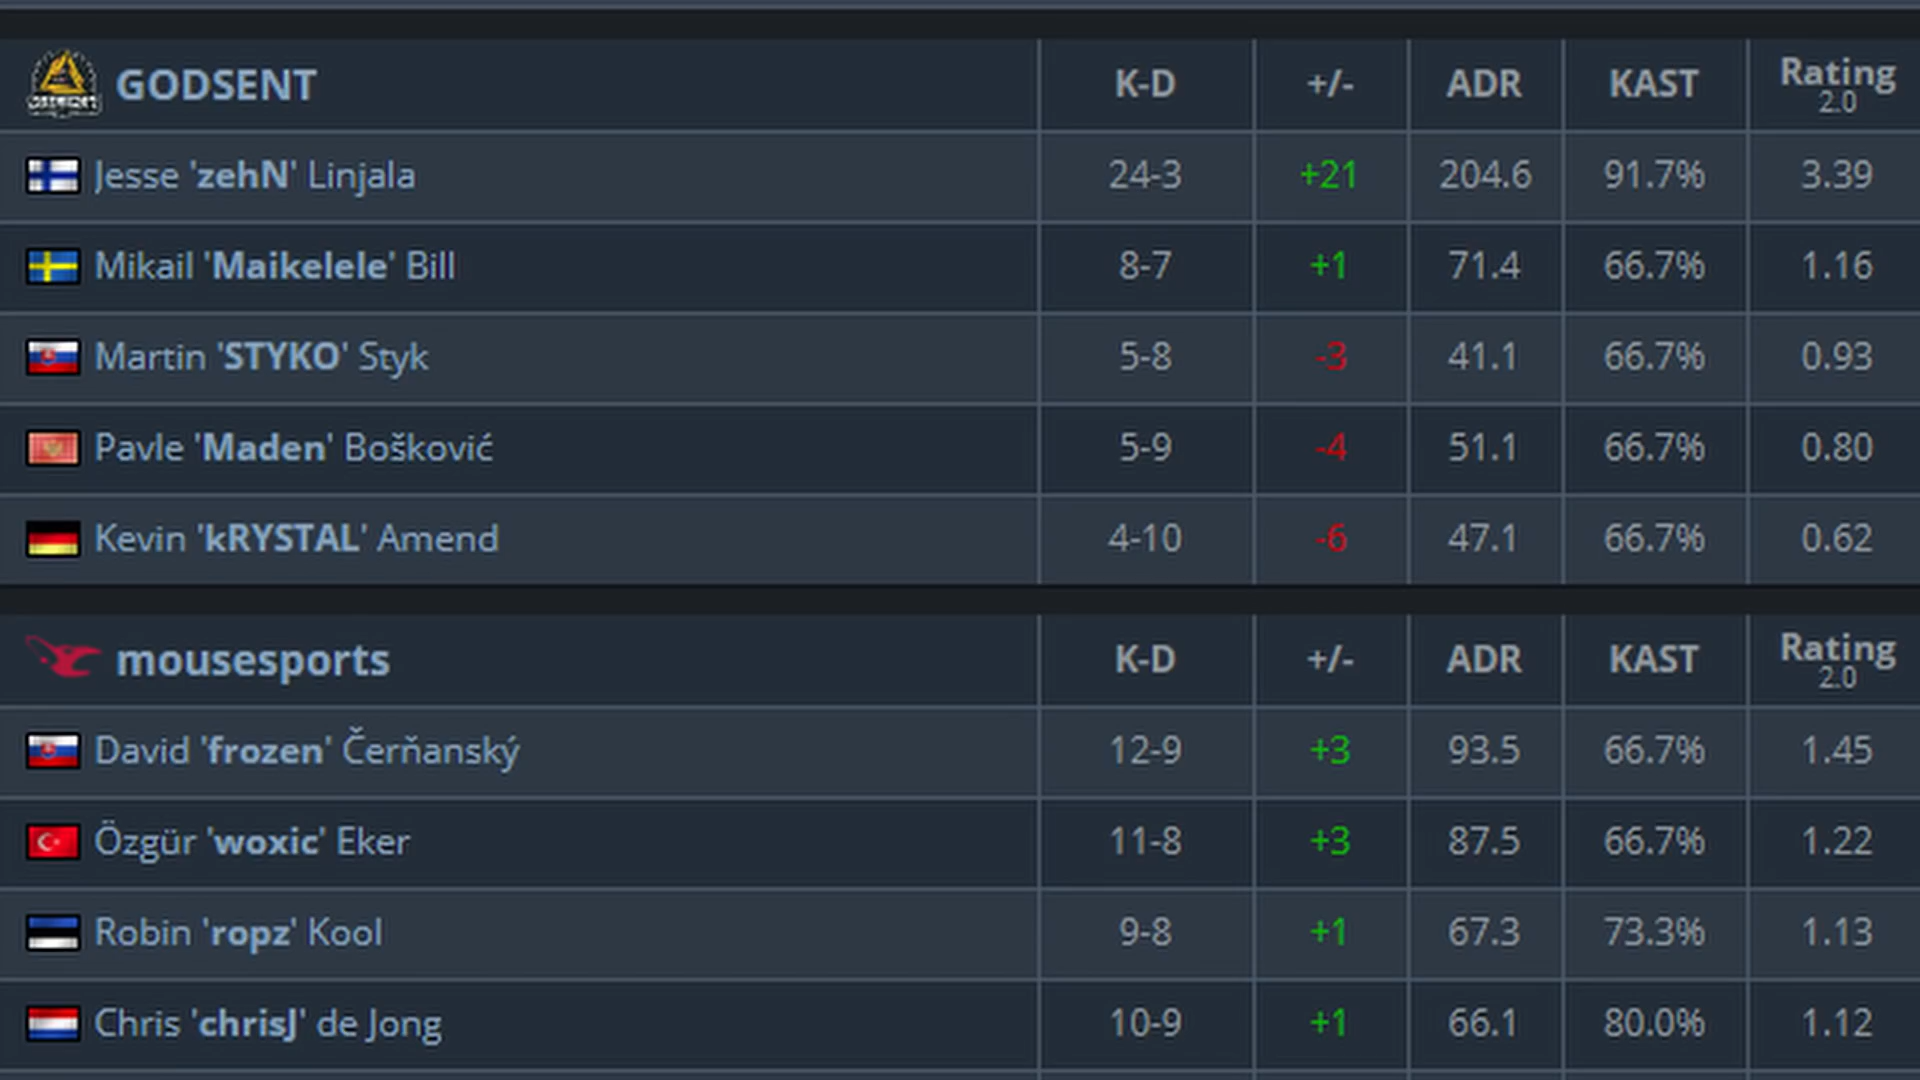 GODSENT K-D +/- ADR KAST Rating 2.0
Jesse 'zehN' Linjala 24-3 +21 204.6 91.7% 3.39
Mikail 'Maikelele' Bill 8-7 +1 71.4 66.7% 1.16
Martin 'STYKO' Styk 5-8 -3 41.1 66.7% 0.93
Pavle 'Maden' Bošković 5-9 -4 51.1 66.7% 0.80
Kevin 'kRYSTAL' Amend 4-10 -6 47.1 66.7% 0.62
mousesports K-D +/- ADR KAST Rating 2.0
David 'frozen' Čerňanský 12-9 +3 93.5 66.7% 1.45
Özgür 'woxic' Eker 11-8 +3 87.5 66.7% 1.22
Robin 'ropz' Kool 9-8 +1 67.3 73.3% 1.13
Chris 'chrisJ' de Jong 10-9 +1 66.1 80.0% 1.12